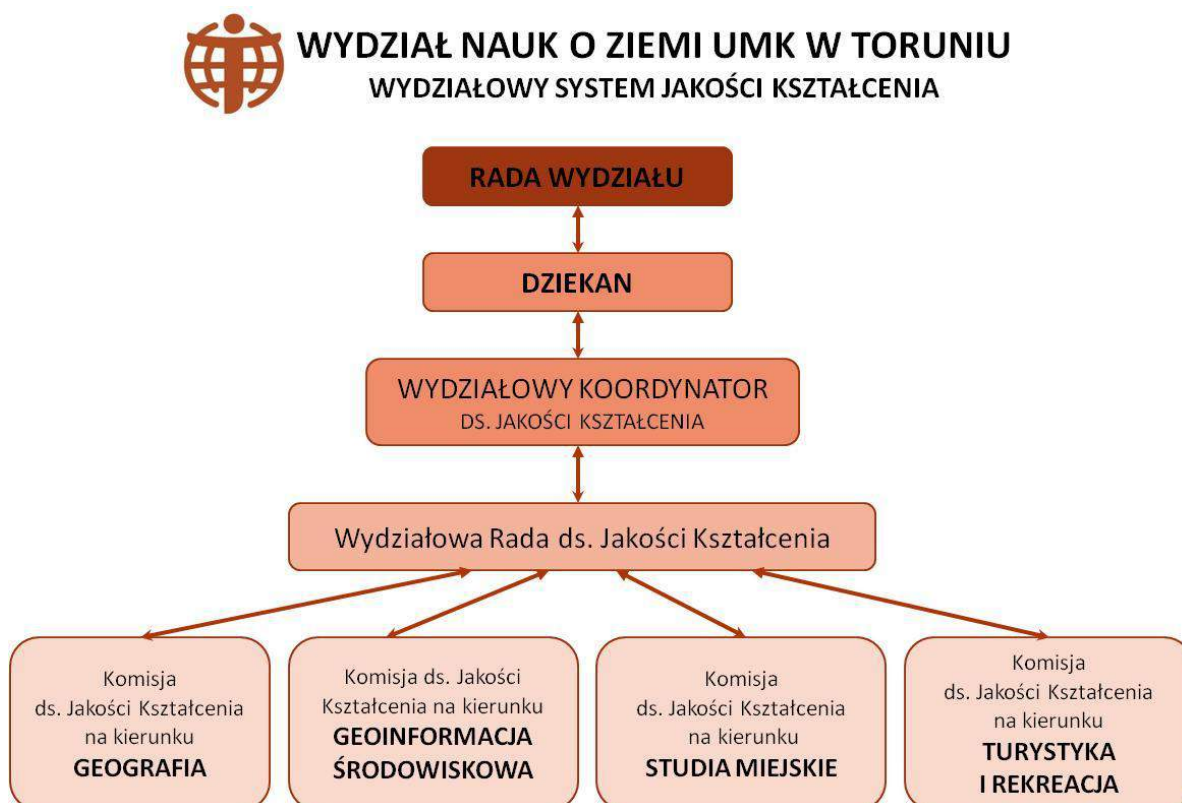 WYDZIAŁ NAUK O ZIEMI UMK W TORUNIU
WYDZIAŁOWY SYSTEM JAKOŚCI KSZTAŁCENIA
RADA WYDZIAŁU
DZIEKAN
WYDZIAŁOWY KOORDYNATOR
DS. JAKOŚCI KSZTAŁCENIA
Wydziałowa Rada ds. Jakości Kształcenia
Komisja
ds. Jakości Kształcenia
na kierunku
GEOGRAFIA
Komisja ds. Jakości
Kształcenia na kierunku
GEOINFORMACJA
ŚRODOWISKOWA
Komisja
ds. Jakości Kształcenia
na kierunku
STUDIA MIEJSKIE
Komisja
ds. Jakości Kształcenia
na kierunku
TURYSTYKA
I REKREACJA